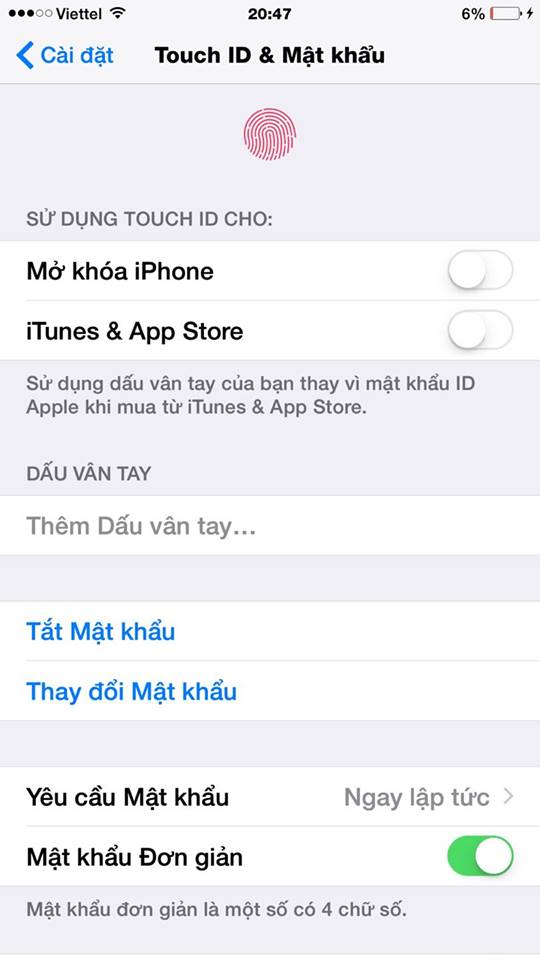 Viettel 20:47 6%
Cài đặt Touch ID & Mật khẩu
SỬ DỤNG TOUCH ID CHO:
Mở khóa iPhone
iTunes & App Store
Sử dụng dấu vân tay của bạn thay vì mật khẩu ID
Apple khi mua từ iTunes & App Store.
DẤU VÂN TAY
Thêm Dấu vân tay...
Tắt Mật khẩu
Thay đổi Mật khẩu
Yêu cầu Mật khẩu Ngay lập tức
Mật khẩu Đơn giản
Mật khẩu đơn giản là một số có 4 chữ số.